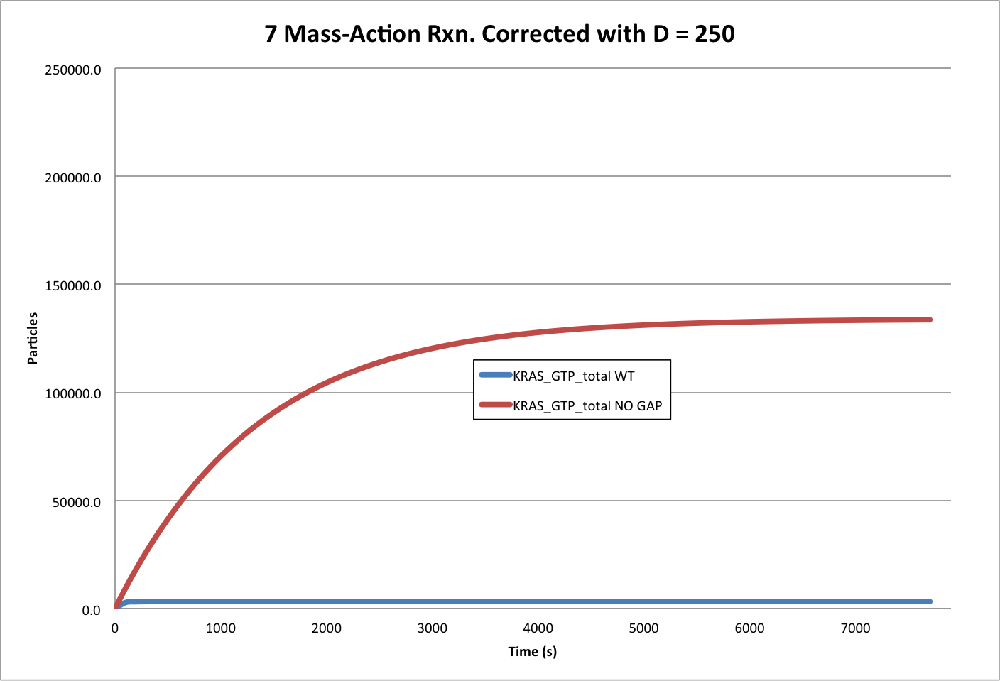 7 Mass-Action Rxn. Corrected with D = 250
250000.0
200000.0
150000.0
100000.0
50000.0
0.0
Particles
KRAS_GTP_total WT
KRAS_GTP_total NO GAP
0 1000 2000 3000 4000 5000 6000 7000
Time (s)